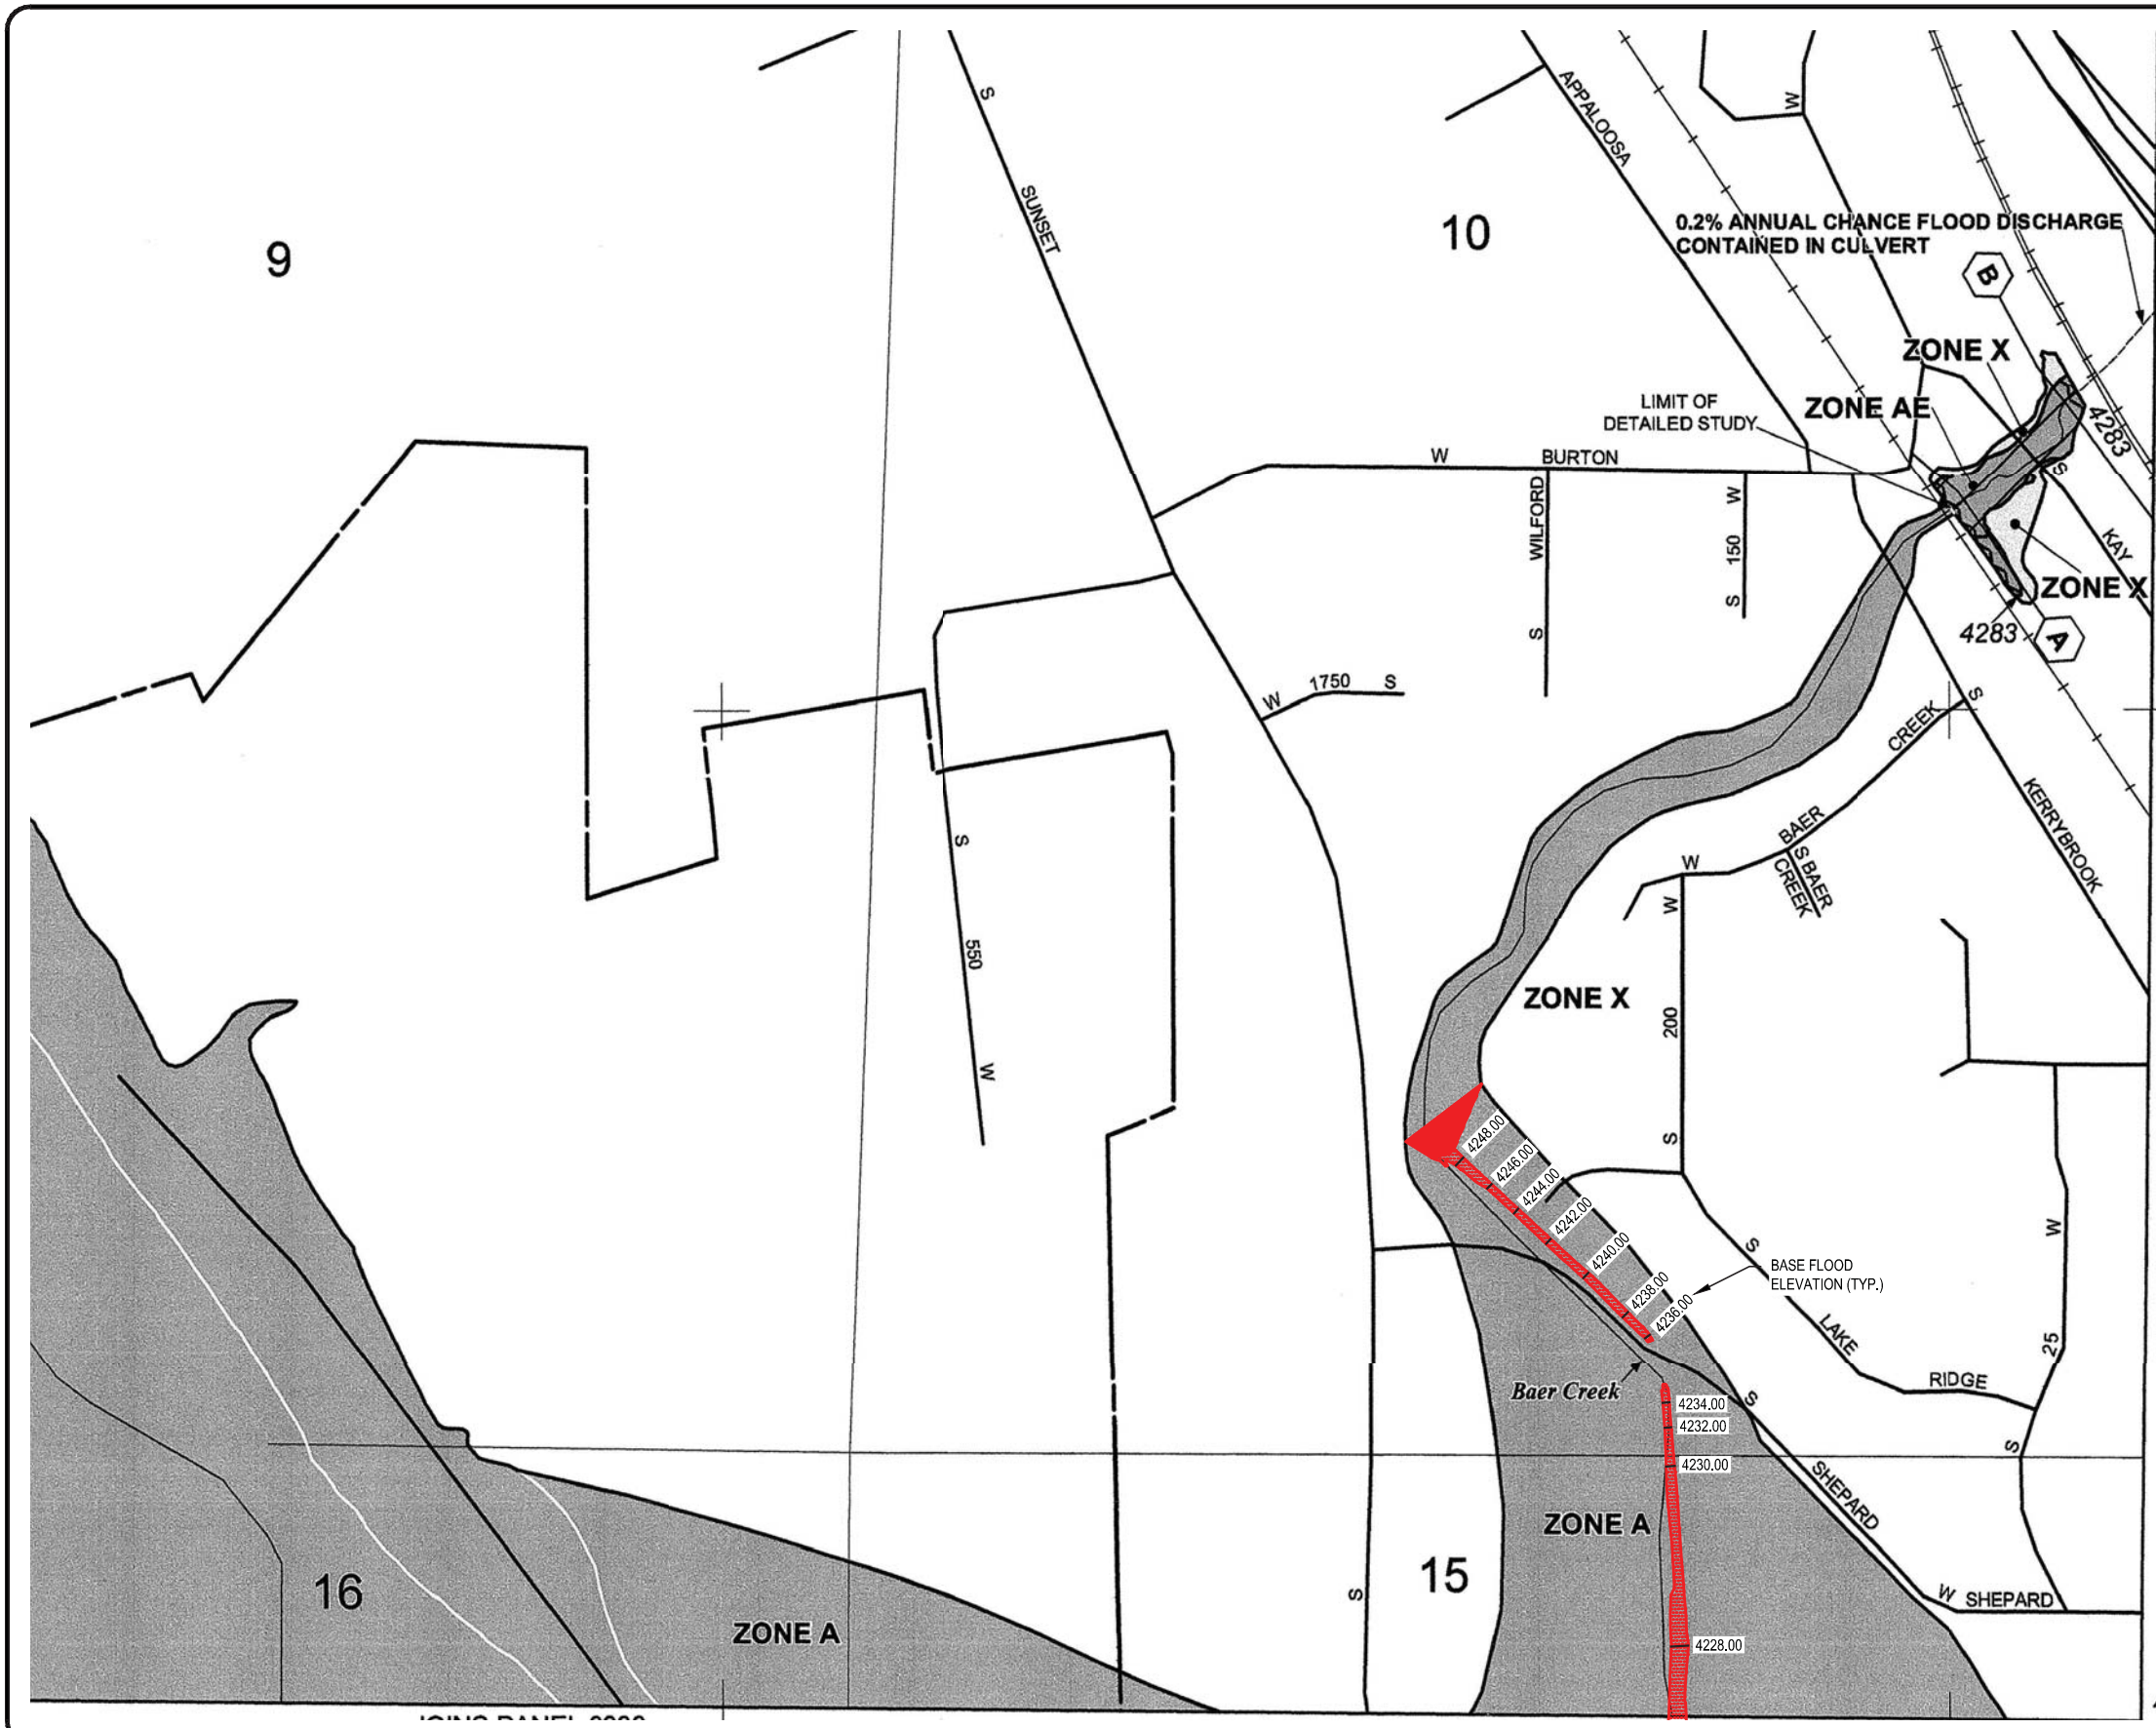 S
SUNSET
9
10
APPALOOSA
W
0.2% ANNUAL CHANCE FLOOD DISCHARGE
CONTAINED IN CULVERT
B
ZONE X
ZONE AE
LIMIT OF
DETAILED STUDY
4283
W BURTON
S
KAY
S WILFORD
S 150 W
ZONE X
4283
A
W 1750 S
S
KERRYBROOK
W BAER CREEK
S BAER
CREEK
S
550
W
ZONE X
S 200 W
4248.00
4246.00
4244.00
4242.00
4240.00
4238.00
4236.00
BASE FLOOD
ELEVATION (TYP.)
S LAKE RIDGE
S 25 W
Baer Creek
4234.00
4232.00
4230.00
S SHEPARD
ZONE A
15
S
16
ZONE A
W SHEPARD
4228.00